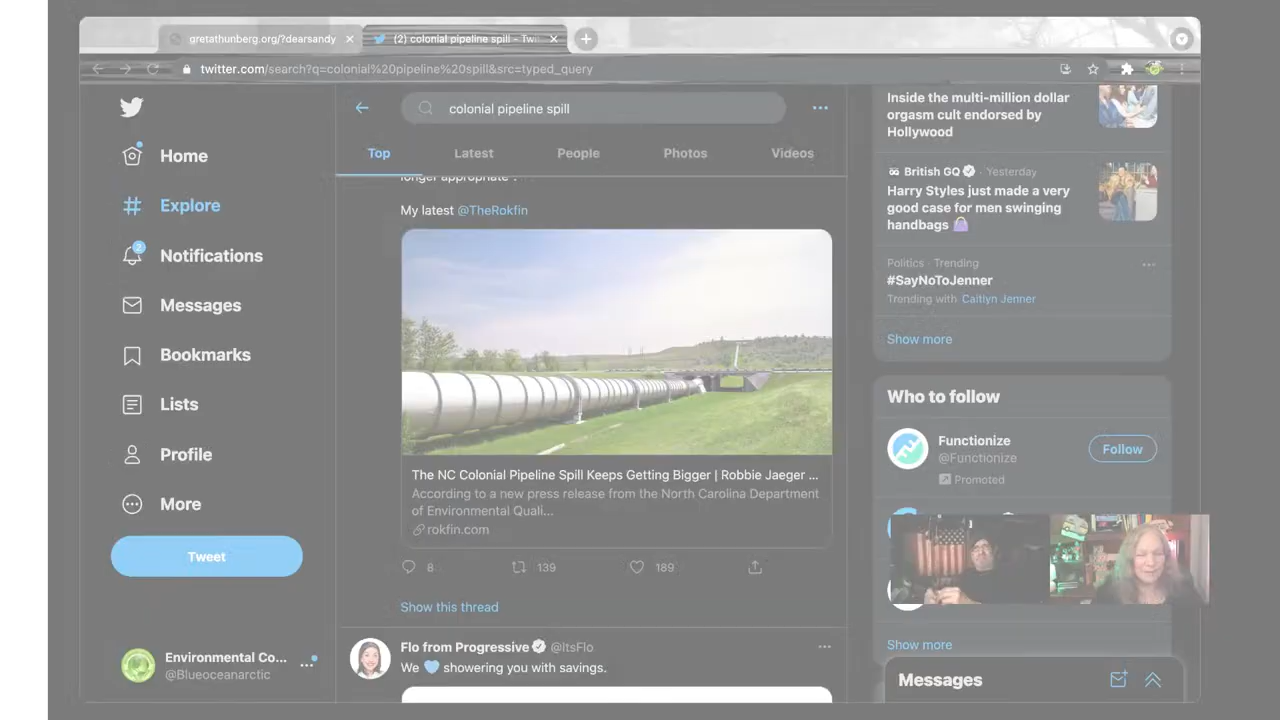 gretathunberg.org/?dearsandy
(2) colonial pipeline spill - Twi
twitter.com/search?q=colonial%20pipeline%20spill&src=typed_query
Home
Explore
2
Notifications
Messages
Bookmarks
Lists
Profile
More
Tweet
Environmental Co...
@Blueoceanarctic
colonial pipeline spill
Top
Latest
People
Photos
Videos
longer appropriate".
My latest @TheRokfin
The NC Colonial Pipeline Spill Keeps Getting Bigger | Robbie Jaeger ...
According to a new press release from the North Carolina Department
of Environmental Quali...
rokfin.com
8
139
189
Show this thread
Flo from Progressive @ItsFlo
We 💙 showering you with savings.
Inside the multi-million dollar
orgasm cult endorsed by
Hollywood
British GQ · Yesterday
Harry Styles just made a very
good case for men swinging
handbags 👜
Politics · Trending
#SayNoToJenner
Trending with Caitlyn Jenner
Show more
Who to follow
Functionize
@Functionize
Follow
Promoted
Show more
Messages